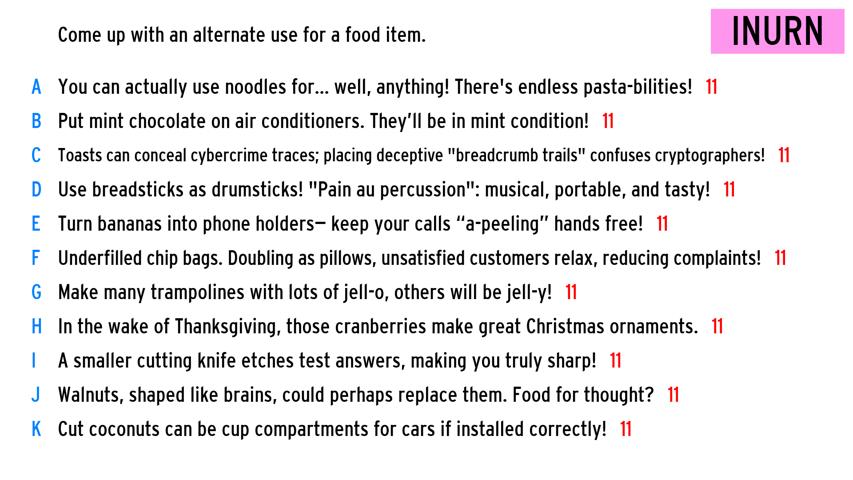 Come up with an alternate use for a food item.
INURN
A You can actually use noodles for... well, anything! There's endless pasta-bilities! 11
B Put mint chocolate on air conditioners. They’ll be in mint condition! 11
C Toasts can conceal cybercrime traces; placing deceptive "breadcrumb trails" confuses cryptographers! 11
D Use breadsticks as drumsticks! "Pain au percussion": musical, portable, and tasty! 11
E Turn bananas into phone holders— keep your calls “a-peeling” hands free! 11
F Underfilled chip bags. Doubling as pillows, unsatisfied customers relax, reducing complaints! 11
G Make many trampolines with lots of jell-o, others will be jell-y! 11
H In the wake of Thanksgiving, those cranberries make great Christmas ornaments. 11
I A smaller cutting knife etches test answers, making you truly sharp! 11
J Walnuts, shaped like brains, could perhaps replace them. Food for thought? 11
K Cut coconuts can be cup compartments for cars if installed correctly! 11